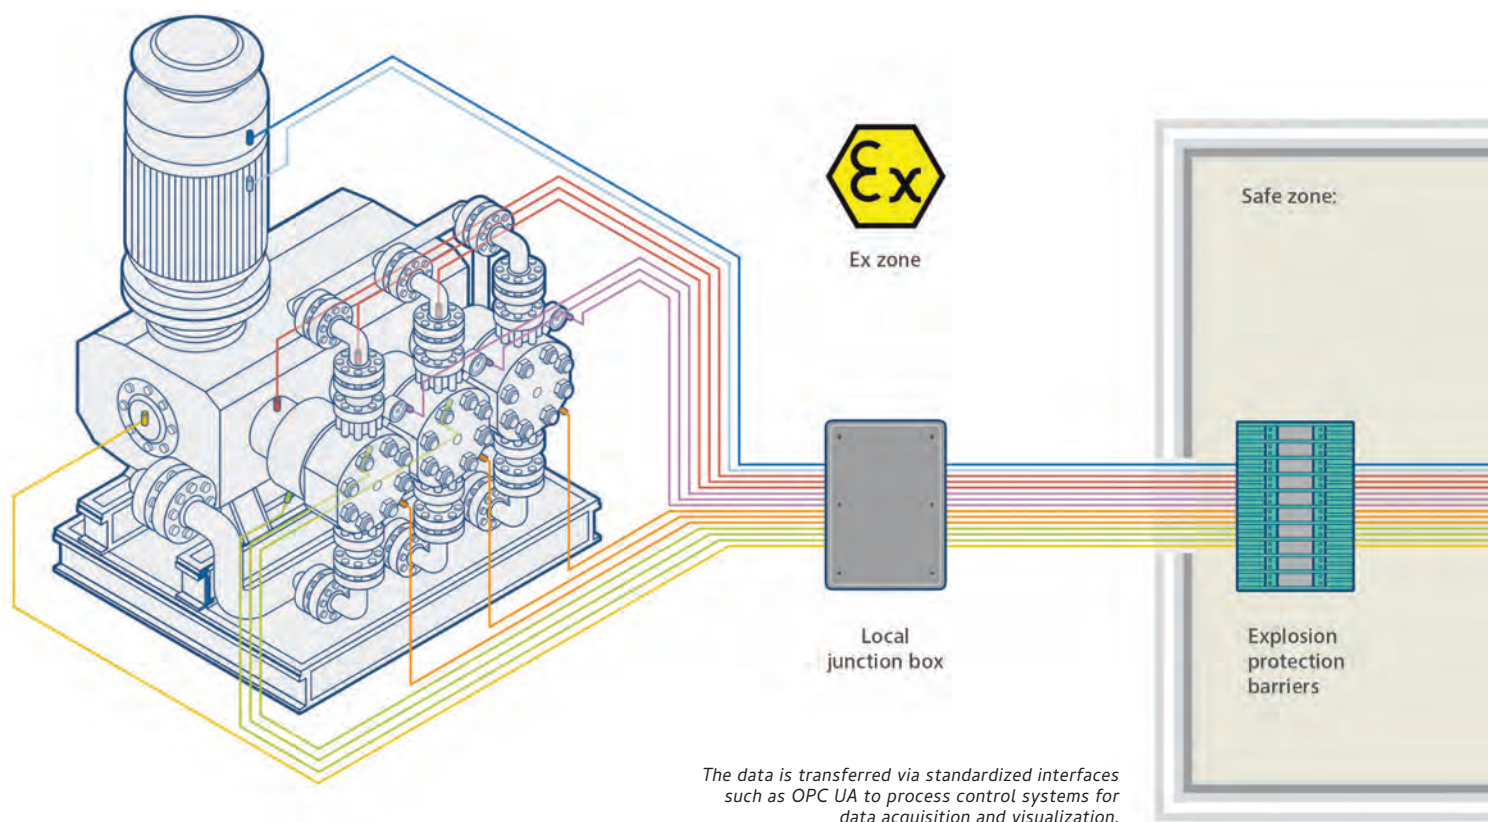 Ex
Ex zone
Safe zone:
Local
junction box
Explosion
protection
barriers
The data is transferred via standardized interfaces
such as OPC UA to process control systems for
data acquisition and visualization.